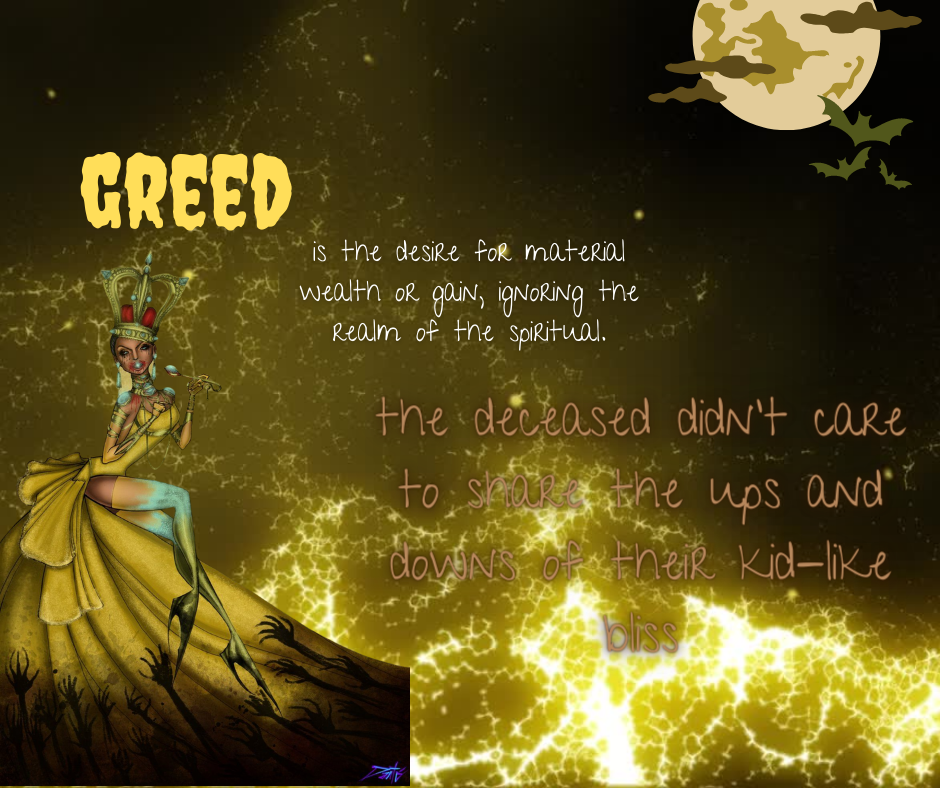 GREED
is the desire for material
wealth or gain, ignoring the
realm of the spiritual.
the deceased didn't care
to share the ups and
downs of their kid-like
bliss